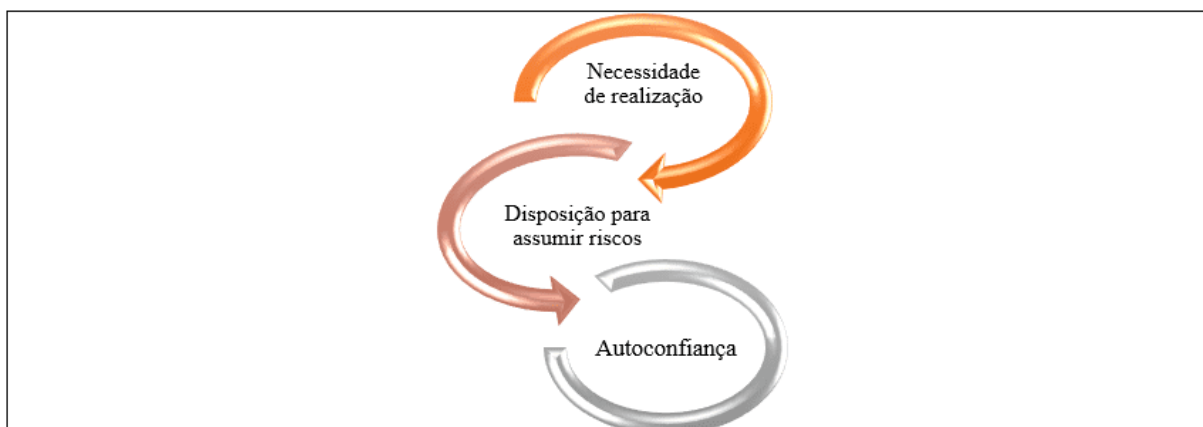 Necessidade
de realização
Disposição para
assumir riscos
Autoconfiança